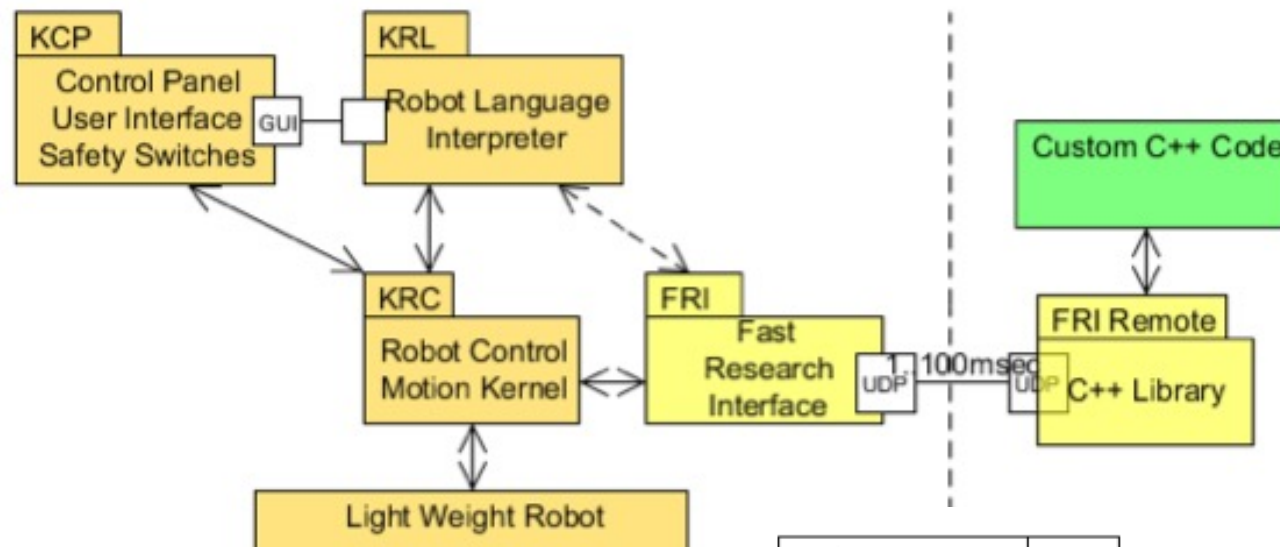 KCP
Control Panel
User Interface
Safety Switches
GUI
KRL
Robot Language
Interpreter
Custom C++ Code
KRC
Robot Control
Motion Kernel
FRI
Fast
Research
Interface
UDP
1..100msec
UDP
FRI Remote
C++ Library
Light Weight Robot